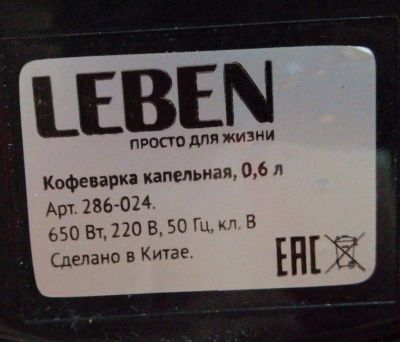 LEBEN
ПРОСТО ДЛЯ ЖИЗНИ
Кофеварка капельная, 0,6 л
Арт. 286-024.
650 Вт, 220 В, 50 Гц, кл. В
Сделано в Китае.
EAC